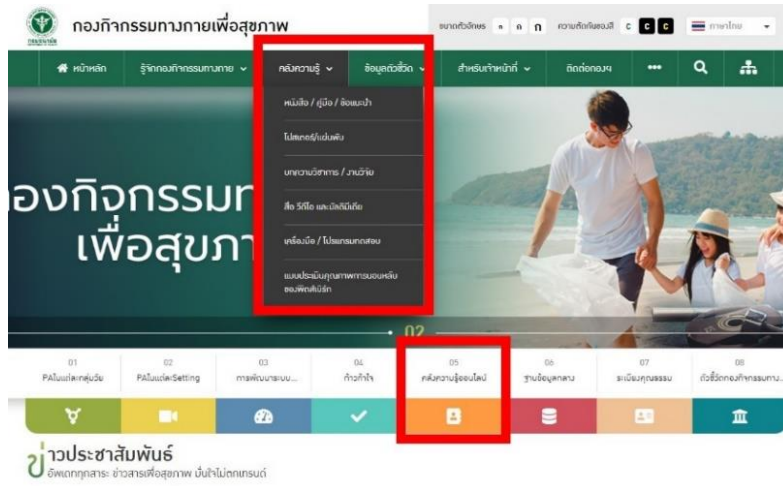 กองกิจกรรมทางกายเพื่อสุขภาพ
ขนาดตัวอักษร ก ก ก ความตัดกันของสี C C C ภาษาไทย
หน้าหลัก รู้จักกองกิจกรรมทางกาย คลังความรู้ ข้อมูลตัวชี้วัด สำหรับเจ้าหน้าที่ ติดต่อกองฯ
หนังสือ / คู่มือ / ข้อแนะนำ
โปสเตอร์/แผ่นพับ
บทความวิชาการ / งานวิจัย
สื่อ วีดีโอ และมัลติมีเดีย
เครื่องมือ / โปรแกรมทดสอบ
แบบประเมินคุณภาพการนอนหลับ
ของพิตส์เบิร์ก
องกิจกรรมท
เพื่อสุขภา
02
01 02 03 04 05 06 07 08
PAในแต่ละกลุ่มวัย PAในแต่ละSetting การพัฒนาระบบ... ก้าวท้าใจ คลังความรู้ออนไลน์ ฐานข้อมูลกลาง ระเบียงคุณธรรม ตัวชี้วัดกองกิจกรรมทาง..
ข่าวประชาสัมพันธ์
อัพเดททุกสาระ ข่าวสารเพื่อสุขภาพ มั่นใจไม่ตกเทรนด์